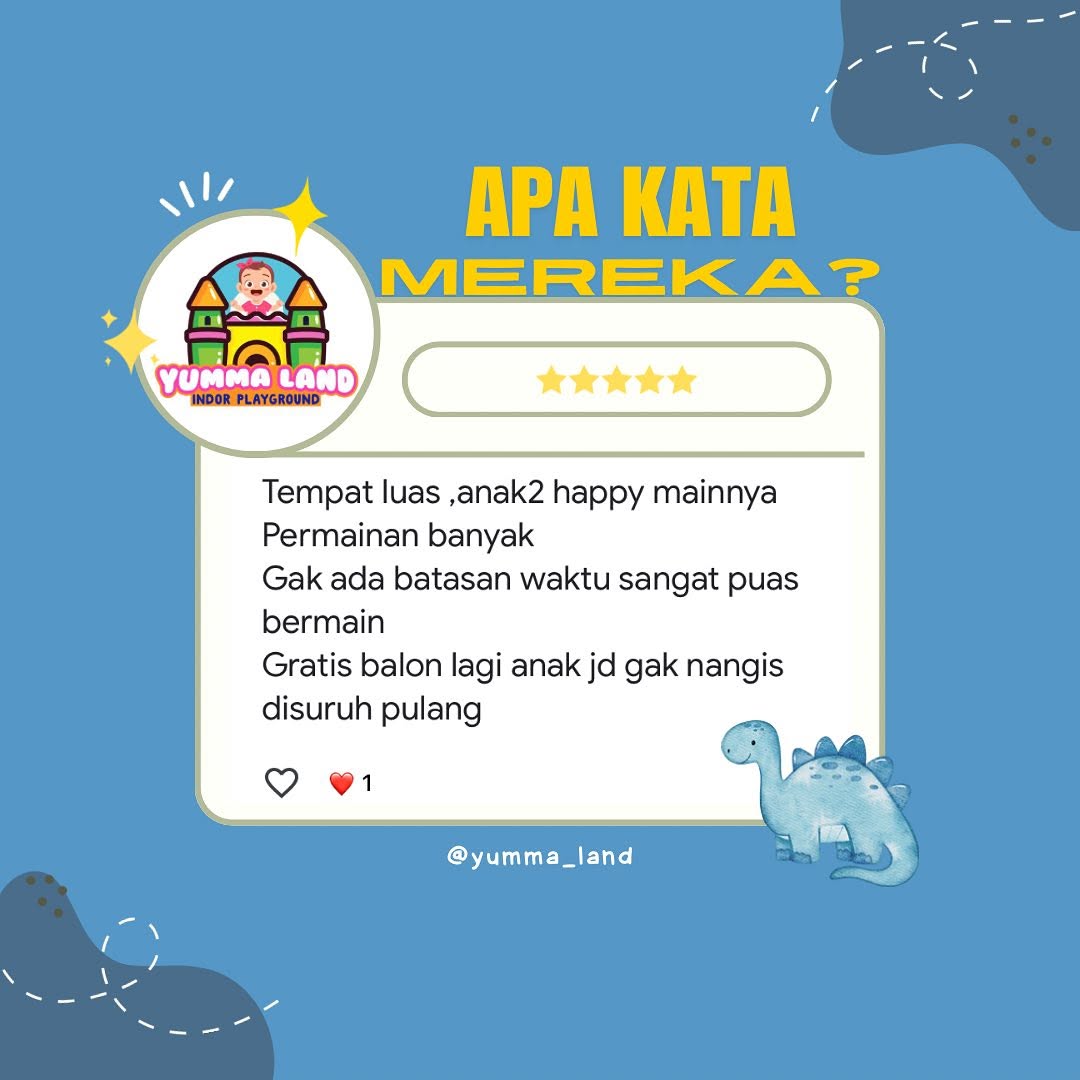 APA KATA
MEREKA?
YUMMA LAND
INDOR PLAYGROUND
Tempat luas ,anak2 happy mainnya
Permainan banyak
Gak ada batasan waktu sangat puas
bermain
Gratis balon lagi anak jd gak nangis
disuruh pulang
1
@yumma_land